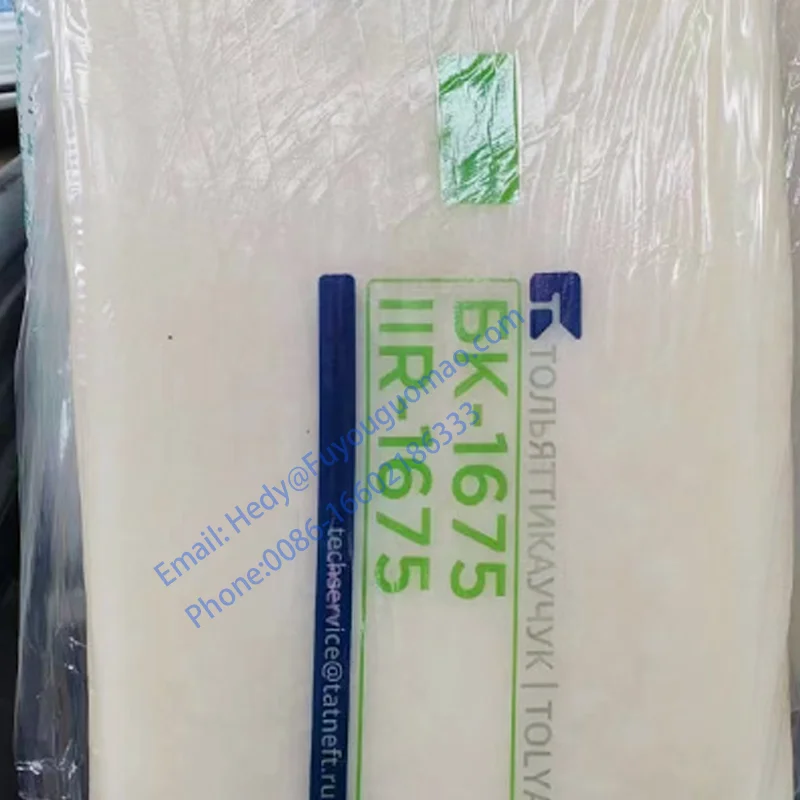 ТОЛЬЯТТИКАУЧУК | TOLYA
БК-1675
IIR-1675
techservice@tatneft.ru
Email: Hedy@Fuyouguomao.com
Phone:0086-16602186333